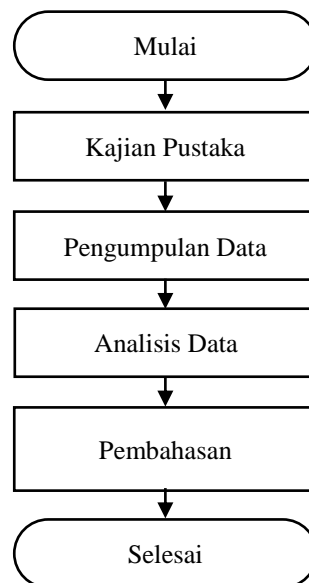 Mulai
Kajian Pustaka
Pengumpulan Data
Analisis Data
Pembahasan
Selesai